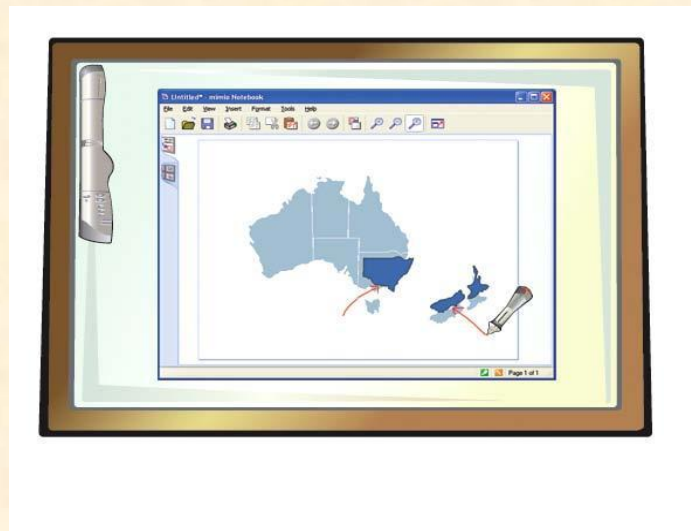 Untitled* - mimio Notebook
File Edit View Insert Format Tools Help
Page 1 of 1